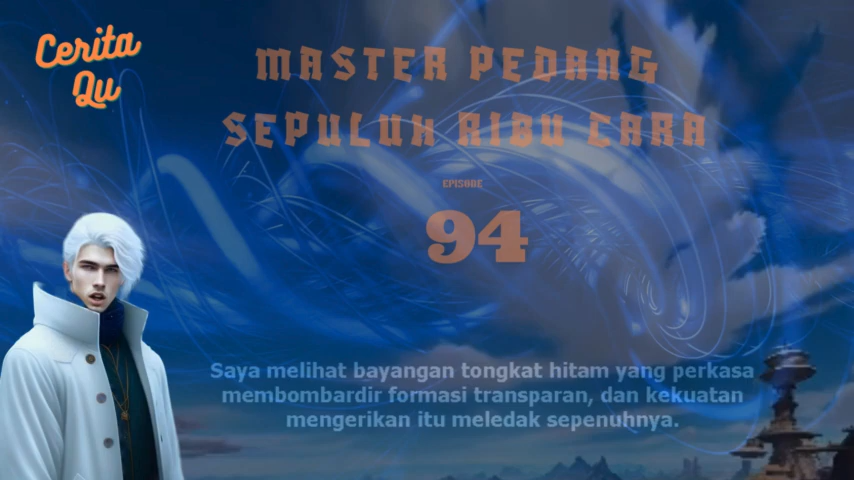 Cerita
Qu
MASTER PEDANG
SEPULUH RIBU CARA
EPISODE
94
Saya melihat bayangan tongkat hitam yang perkasa
membombardir formasi transparan, dan kekuatan
mengerikan itu meledak sepenuhnya.